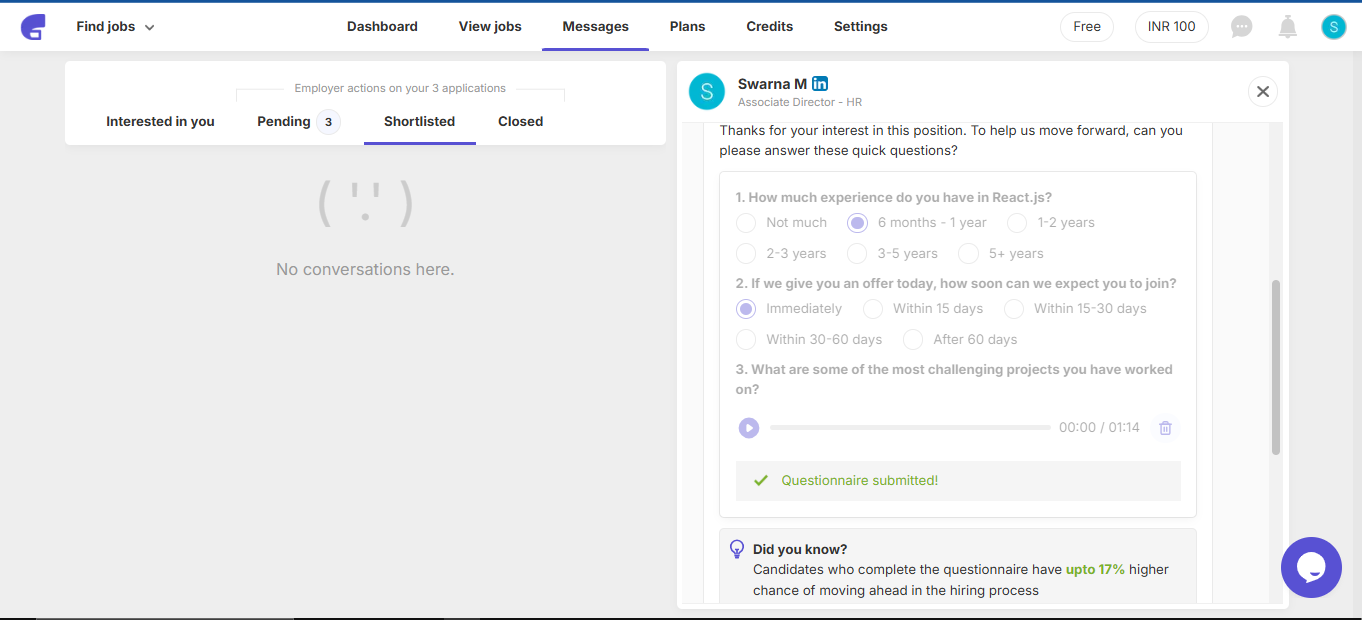 Find jobs Dashboard View jobs Messages Plans Credits Settings Free INR 100 S
Employer actions on your 3 applications
Interested in you Pending 3 Shortlisted Closed
( '.' )
No conversations here.
S Swarna M in
Associate Director - HR
Thanks for your interest in this position. To help us move forward, can you
please answer these quick questions?
1. How much experience do you have in React.js?
Not much 6 months - 1 year 1-2 years
2-3 years 3-5 years 5+ years
2. If we give you an offer today, how soon can we expect you to join?
Immediately Within 15 days Within 15-30 days
Within 30-60 days After 60 days
3. What are some of the most challenging projects you have worked
on?
00:00 / 01:14
Questionnaire submitted!
Did you know?
Candidates who complete the questionnaire have upto 17% higher
chance of moving ahead in the hiring process